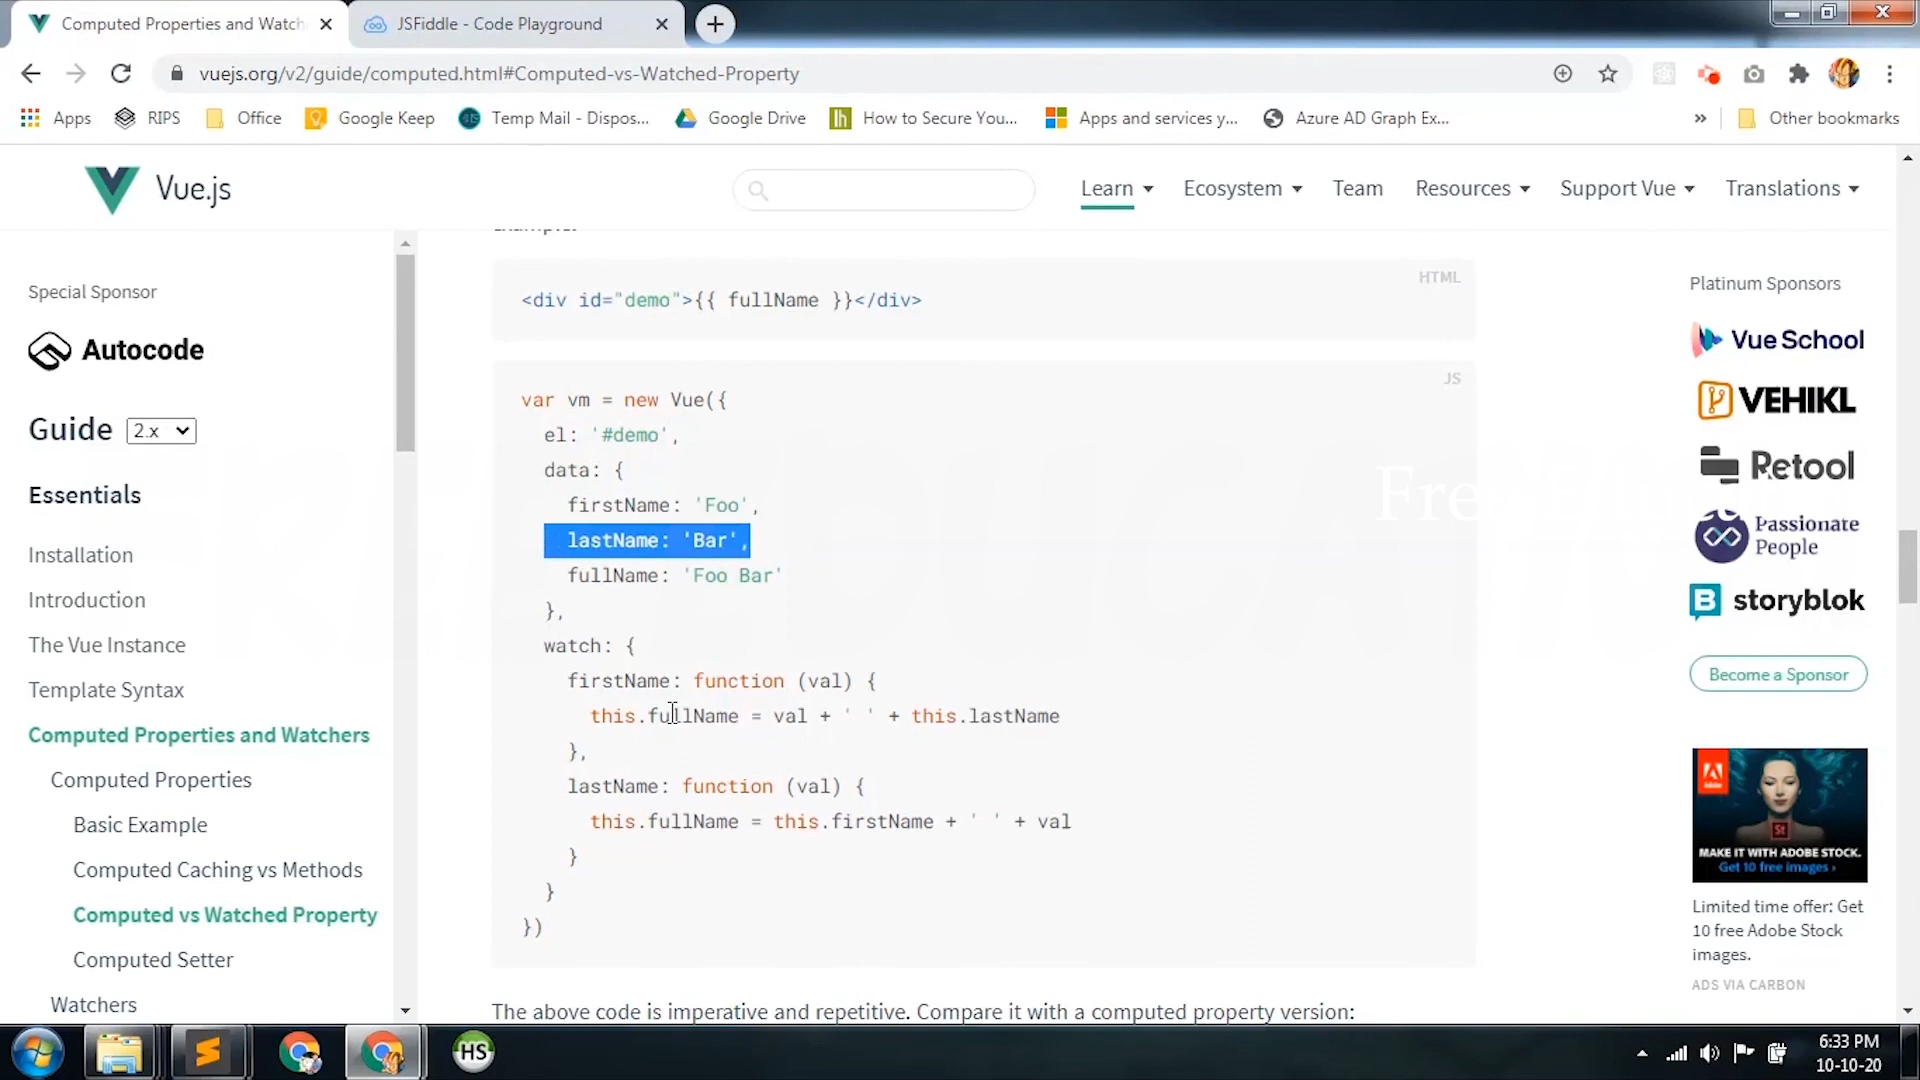 Computed Properties and Watch
JSFiddle - Code Playground
vuejs.org/v2/guide/computed.html#Computed-vs-Watched-Property
Apps
RIPS
Office
Google Keep
Temp Mail - Dispos...
Google Drive
How to Secure You...
Apps and services y...
Azure AD Graph Ex...
»
Other bookmarks
Vue.js
Learn
Ecosystem
Team
Resources
Support Vue
Translations
Special Sponsor
Autocode
Guide 2.x
Essentials
Installation
Introduction
The Vue Instance
Template Syntax
Computed Properties and Watchers
Computed Properties
Basic Example
Computed Caching vs Methods
Computed vs Watched Property
Computed Setter
Watchers
HTML
<div id="demo">{{ fullName }}</div>
JS
var vm = new Vue({
el: '#demo',
data: {
firstName: 'Foo',
lastName: 'Bar',
fullName: 'Foo Bar'
},
watch: {
firstName: function (val) {
this.fullName = val + ' ' + this.lastName
},
lastName: function (val) {
this.fullName = this.firstName + ' ' + val
}
}
})
The above code is imperative and repetitive. Compare it with a computed property version:
Platinum Sponsors
Vue School
VEHIKL
Retool
Passionate
People
storyblok
Become a Sponsor
MAKE IT WITH ADOBE STOCK.
Get 10 free images ›
Limited time offer: Get
10 free Adobe Stock
images.
ADS VIA CARBON
HS
6:33 PM
10-10-20